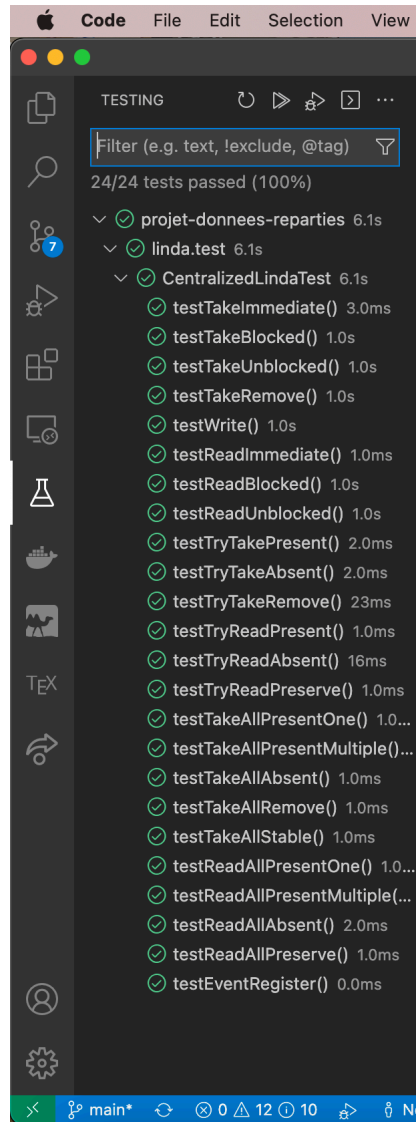 Code File Edit Selection View
TESTING
Filter (e.g. text, !exclude, @tag)
24/24 tests passed (100%)
projet-donnees-reparties 6.1s
7
linda.test 6.1s
CentralizedLindaTest 6.1s
testTakeImmediate() 3.0ms
testTakeBlocked() 1.0s
testTakeUnblocked() 1.0s
testTakeRemove() 1.0s
testWrite() 1.0s
testReadImmediate() 1.0ms
testReadBlocked() 1.0s
testReadUnblocked() 1.0s
testTryTakePresent() 2.0ms
testTryTakeAbsent() 2.0ms
testTryTakeRemove() 23ms
testTryReadPresent() 1.0ms
testTryReadAbsent() 16ms
TEX
testTryReadPreserve() 1.0ms
testTakeAllPresentOne() 1.0...
testTakeAllPresentMultiple()...
testTakeAllAbsent() 1.0ms
testTakeAllRemove() 1.0ms
testTakeAllStable() 1.0ms
testReadAllPresentOne() 1.0...
testReadAllPresentMultiple(...
testReadAllAbsent() 2.0ms
testReadAllPreserve() 1.0ms
testEventRegister() 0.0ms
main* 0 12 10